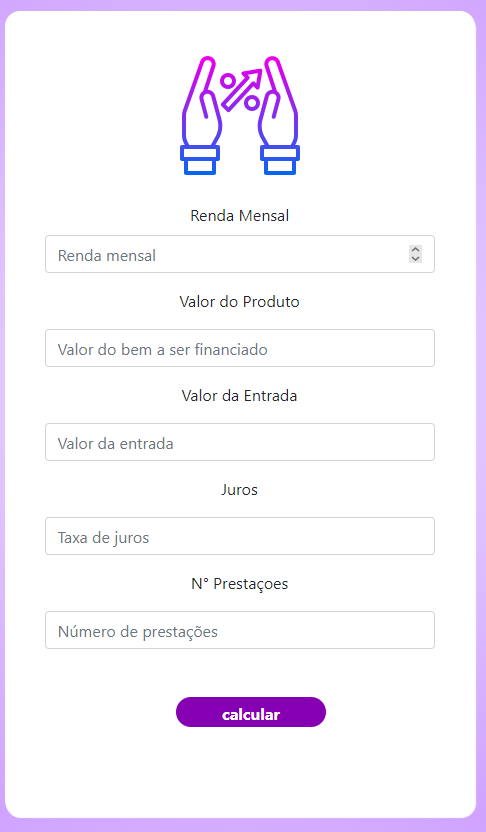 Renda Mensal
Renda mensal
Valor do Produto
Valor do bem a ser financiado
Valor da Entrada
Valor da entrada
Juros
Taxa de juros
N° Prestaçoes
Número de prestações
calcular